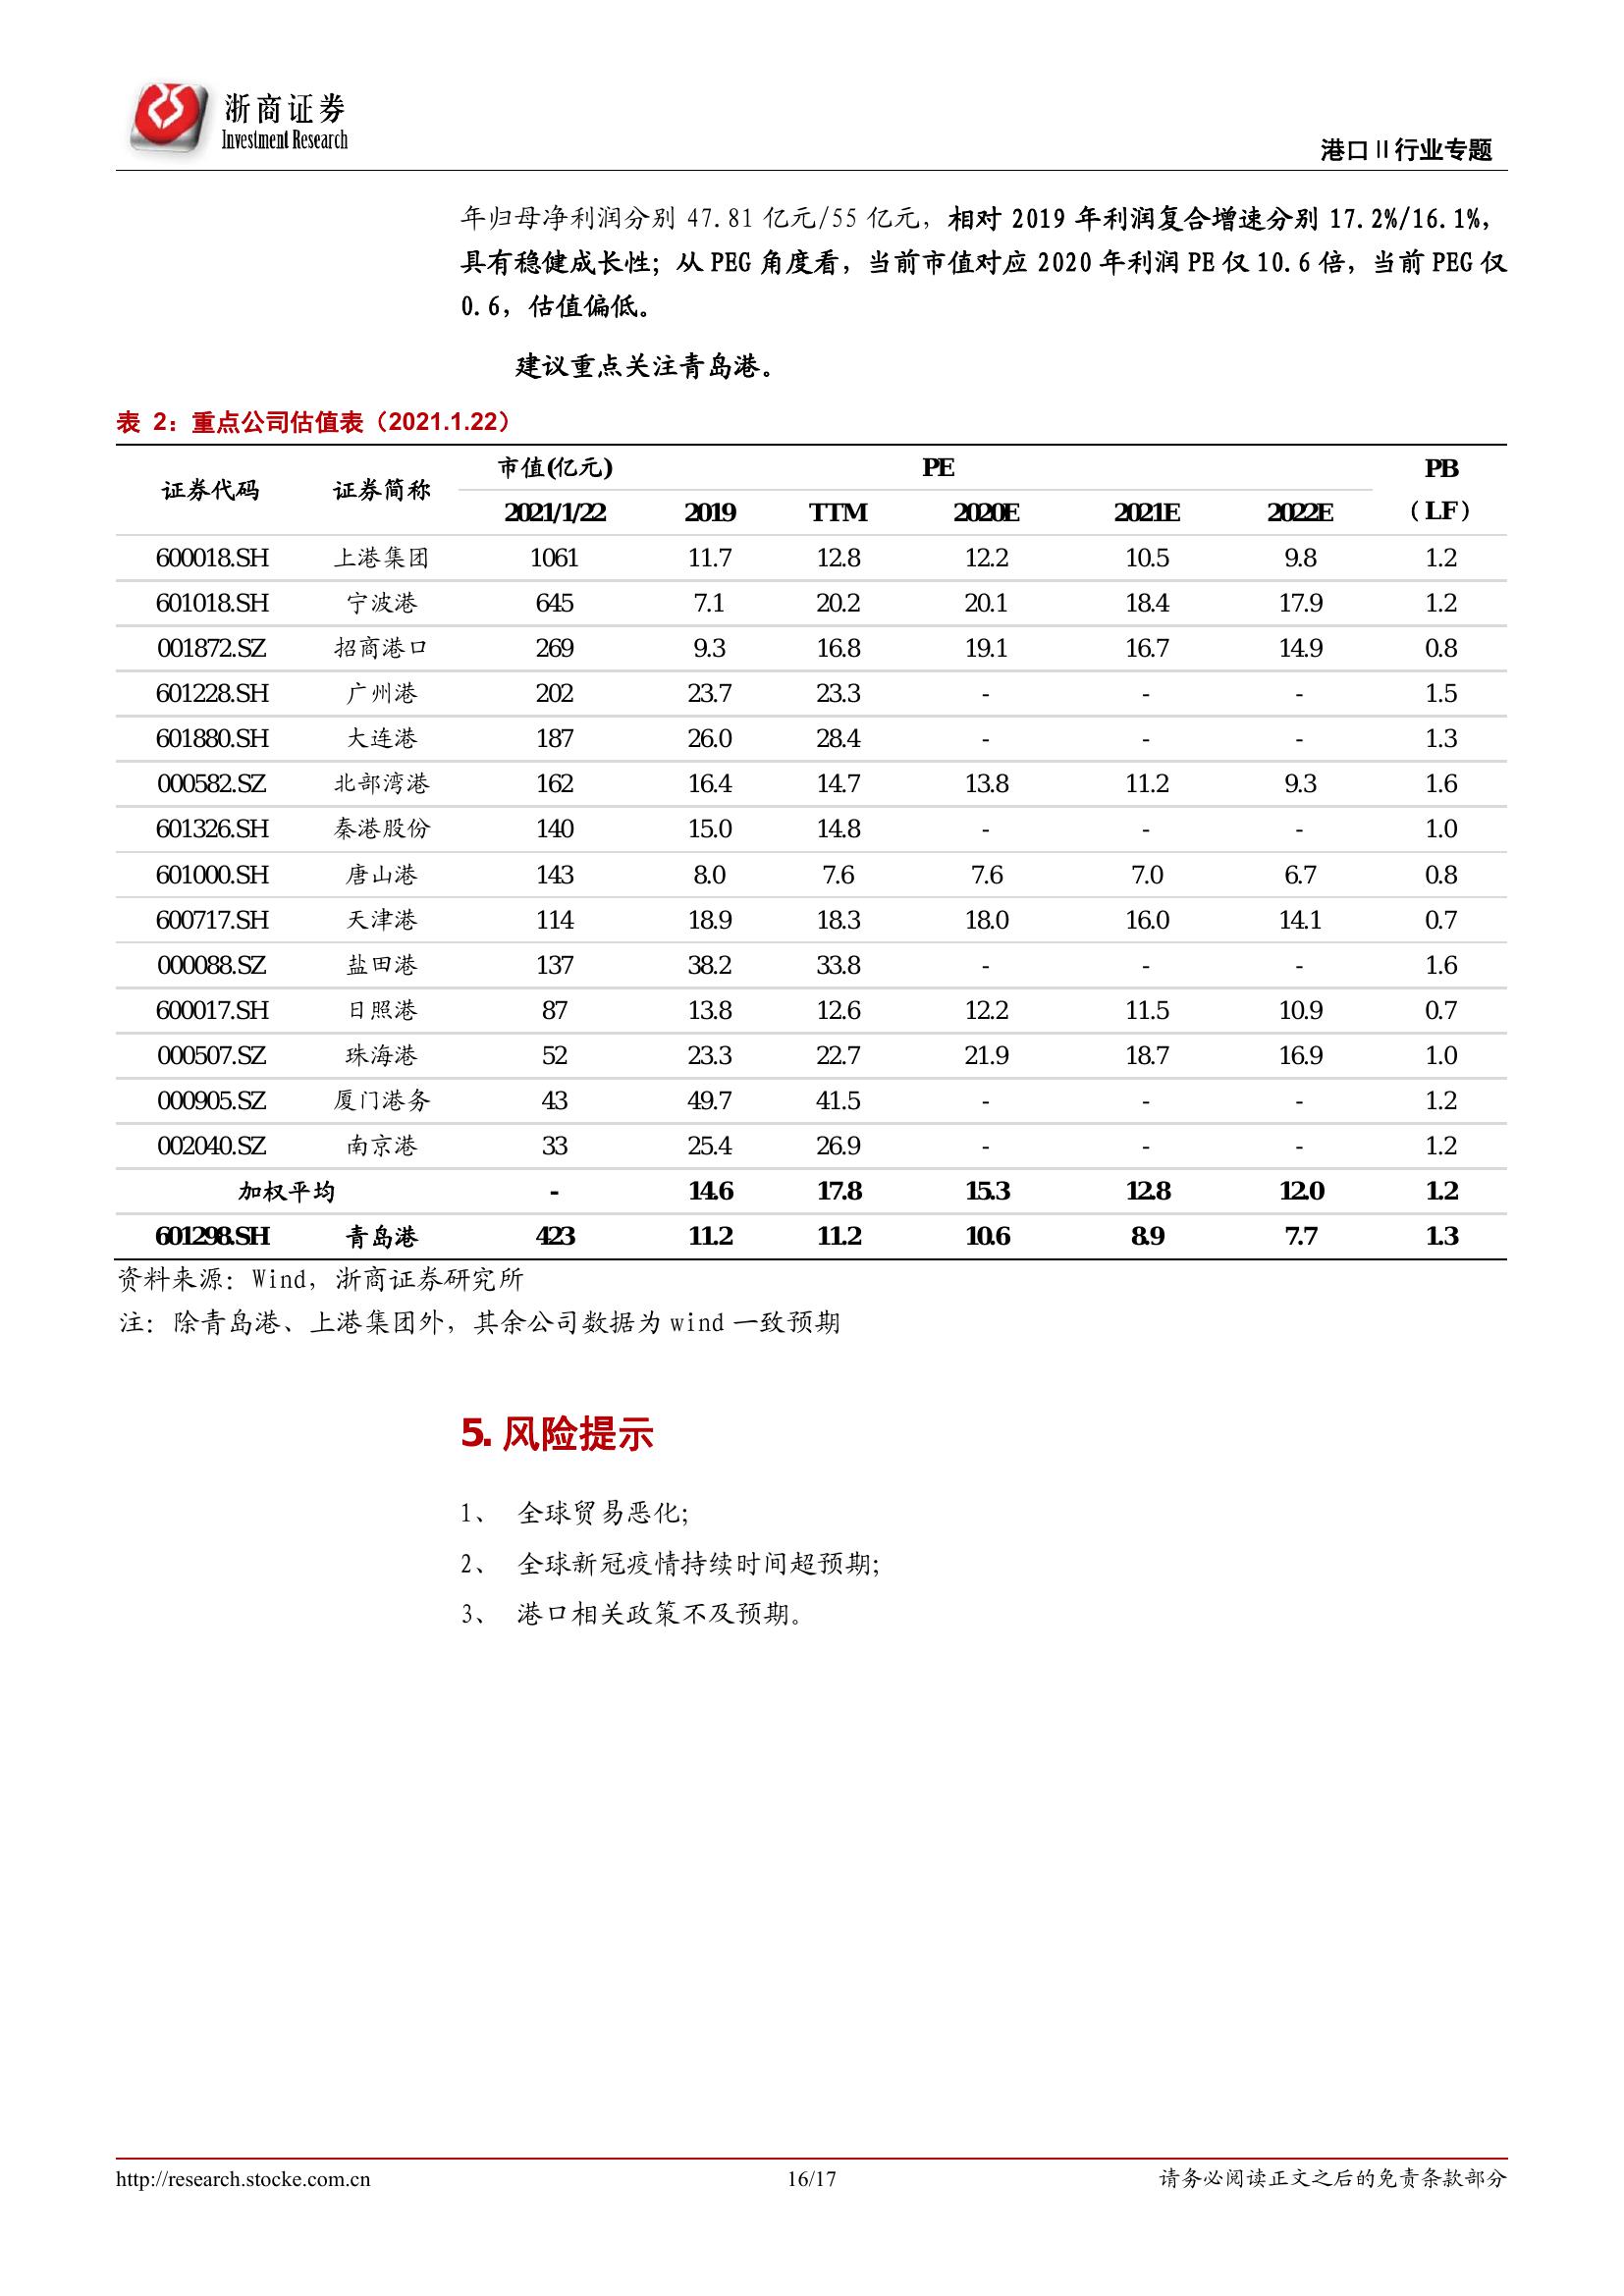 浙商证券
Investment Research
港口Ⅱ行业专题
年归母净利润分别 47.81 亿元/55 亿元，相对 2019 年利润复合增速分别 17.2%/16.1%，
具有稳健成长性；从 PEG 角度看，当前市值对应 2020 年利润 PE 仅 10.6 倍，当前 PEG 仅
0.6，估值偏低。
建议重点关注青岛港。
表 2：重点公司估值表（2021.1.22）
证券代码 证券简称 市值(亿元) PE PB
2021/1/22 2019 TTM 2020E 2021E 2022E （LF）
600018.SH 上港集团 1061 11.7 12.8 12.2 10.5 9.8 1.2
601018.SH 宁波港 645 7.1 20.2 20.1 18.4 17.9 1.2
001872.SZ 招商港口 269 9.3 16.8 19.1 16.7 14.9 0.8
601228.SH 广州港 202 23.7 23.3 - - - 1.5
601880.SH 大连港 187 26.0 28.4 - - - 1.3
000582.SZ 北部湾港 162 16.4 14.7 13.8 11.2 9.3 1.6
601326.SH 秦港股份 140 15.0 14.8 - - - 1.0
601000.SH 唐山港 143 8.0 7.6 7.6 7.0 6.7 0.8
600717.SH 天津港 114 18.9 18.3 18.0 16.0 14.1 0.7
000088.SZ 盐田港 137 38.2 33.8 - - - 1.6
600017.SH 日照港 87 13.8 12.6 12.2 11.5 10.9 0.7
000507.SZ 珠海港 52 23.3 22.7 21.9 18.7 16.9 1.0
000905.SZ 厦门港务 43 49.7 41.5 - - - 1.2
002040.SZ 南京港 33 25.4 26.9 - - - 1.2
加权平均 - 14.6 17.8 15.3 12.8 12.0 1.2
601298.SH 青岛港 423 11.2 11.2 10.6 8.9 7.7 1.3
资料来源：Wind，浙商证券研究所
注：除青岛港、上港集团外，其余公司数据为 wind 一致预期
5. 风险提示
1、 全球贸易恶化；
2、 全球新冠疫情持续时间超预期；
3、 港口相关政策不及预期。
http://research.stocke.com.cn 16/17 请务必阅读正文之后的免责条款部分